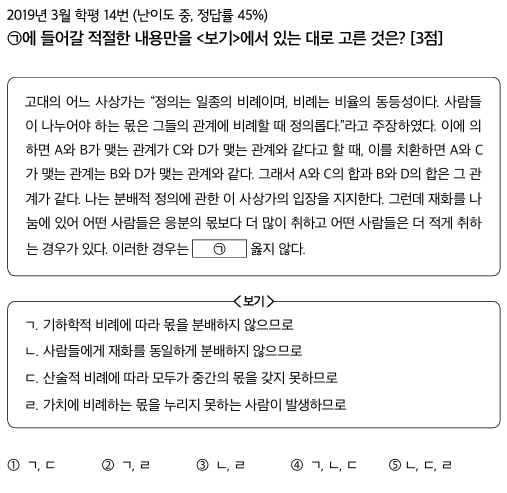 2019년 3월 학평 14번 (난이도 중, 정답률 45%)
㉠에 들어갈 적절한 내용만을 <보기>에서 있는 대로 고른 것은? [3점]
고대의 어느 사상가는 “정의는 일종의 비례이며, 비례는 비율의 동등성이다. 사람들
이 나누어야 하는 몫은 그들의 관계에 비례할 때 정의롭다.”라고 주장하였다. 이에 의
하면 A와 B가 맺는 관계가 C와 D가 맺는 관계와 같다고 할 때, 이를 치환하면 A와 C
가 맺는 관계는 B와 D가 맺는 관계와 같다. 그래서 A와 C의 합과 B와 D의 합은 그 관
계가 같다. 나는 분배적 정의에 관한 이 사상가의 입장을 지지한다. 그런데 재화를 나
눔에 있어 어떤 사람들은 응분의 몫보다 더 많이 취하고 어떤 사람들은 더 적게 취하
는 경우가 있다. 이러한 경우는 ㉠ 옳지 않다.
<보기>
ㄱ. 기하학적 비례에 따라 몫을 분배하지 않으므로
ㄴ. 사람들에게 재화를 동일하게 분배하지 않으므로
ㄷ. 산술적 비례에 따라 모두가 중간의 몫을 갖지 못하므로
ㄹ. 가치에 비례하는 몫을 누리지 못하는 사람이 발생하므로
① ㄱ, ㄷ ② ㄱ, ㄹ ③ ㄴ, ㄹ ④ ㄱ, ㄴ, ㄷ ⑤ ㄴ, ㄷ, ㄹ